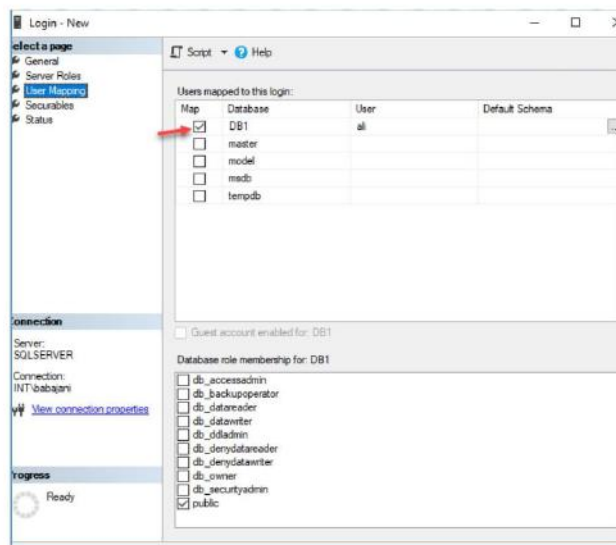 Login - New
elect a page
General
Server Roles
User Mapping
Securables
Status
Script Help
Users mapped to this login:
Map Database User Default Schema
DB1 ali
...
master
model
msdb
tempdb
Guest account enabled for: DB1
Database role membership for: DB1
db_accessadmin
db_backupoperator
db_datareader
db_datawriter
db_ddladmin
db_denydatareader
db_denydatawriter
db_owner
db_securityadmin
public
onnection
Server:
SQLSERVER
Connection:
INT\babajani
View connection properties
rogress
Ready